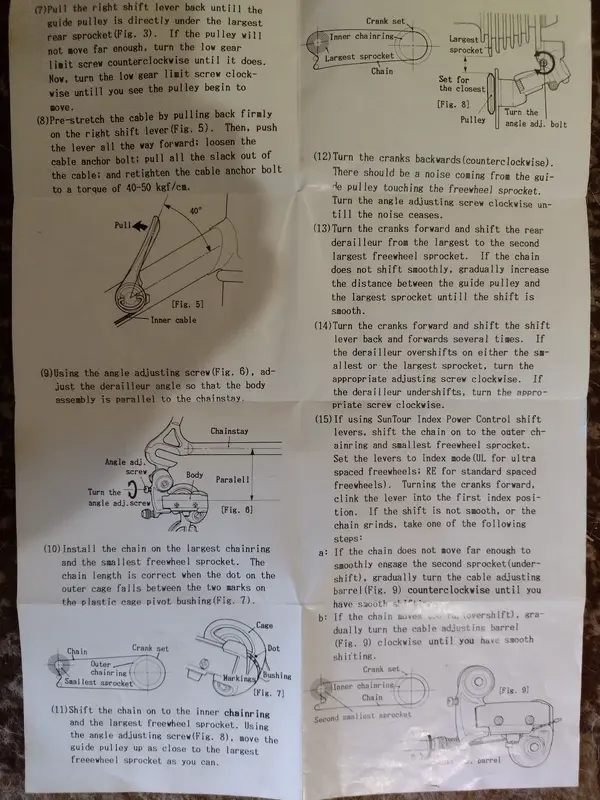 (7)Pull the right shift lever back untill the
guide pulley is directly under the largest
rear sprocket(Fig. 3). If the pulley will
not move far enough, turn the low gear
limit screw counterclockwise until it does.
Now, turn the low gear limit screw clock-
wise untill you see the pulley begin to
move.
(8)Pre-stretch the cable by pulling back firmly
on the right shift lever(Fig. 5). Then, push
the lever all the way forward; loosen the
cable anchor bolt; pull all the slack out of
the cable; and retighten the cable anchor bolt
to a torque of 40-50 kgf/cm.
40°
Pull
[Fig. 5]
Inner cable
(9)Using the angle adjusting screw(Fig. 6), ad-
just the derailleur angle so that the body
assembly is parallel to the chainstay.
Chainstay
Angle adj.
screw
Body
Turn the
angle adj.screw
Paralell
[Fig. 6]
(10)Install the chain on the largest chainring
and the smallest freewheel sprocket. The
chain length is correct when the dot on the
outer cage falls between the two marks on
the plastic cage pivot bushing(Fig. 7).
Cage
Chain
Crank set
Dot
Outer
chainring
Smallest sprocket
Markings
Bushing
[Fig. 7]
(11)Shift the chain on to the inner chainring
and the largest freewheel sprocket. Using
the angle adjusting screw(Fig. 8), move the
guide pulley up as close to the largest
freeewheel sprocket as you can.
Crank set
Inner chainring
Largest sprocket
Chain
Largest
sprocket
Set for
the closest
[Fig. 8]
Pulley
Turn the
angle adj. bolt
(12)Turn the cranks backwards(counterclockwise).
There should be a noise coming from the gui-
de pulley touching the freewheel sprocket.
Turn the angle adjusting screw clockwise un-
till the noise ceases.
(13)Turn the cranks forward and shift the rear
derailleur from the largest to the second
largest freewheel sprocket. If the chain
does not shift smoothly, gradually increase
the distance between the guide pulley and
the largest sprocket untill the shift is
smooth.
(14)Turn the cranks forward and shift the shift
lever back and forwards several times. If
the derailleur overshifts on either the sm-
allest or the largest sprocket, turn the
appropriate adjusting screw clockwise. If
the derailleur undershifts, turn the appro-
priate screw clockwise.
(15)If using SunTour Index Power Control shift
levers, shift the chain on to the outer ch-
ainring and smallest freewheel sprocket.
Set the levers to index mode(UL for ultra
spaced freewheels; RE for standard spaced
freewheels). Turning the cranks forward,
clink the lever into the first index posi-
tion. If the shift is not smooth, or the
chain grinds, take one of the following
steps:
a: If the chain does not move far enough to
smoothly engage the second sprocket(under-
shift), gradually turn the cable adjusting
barrel(Fig. 9) counterclockwise until you
have smooth
b: If the chain moves (overshift), gra-
dually turn the cable adjusting barrel
(Fig. 9) clockwise until you have smooth
shifting.
Crank set
Inner chainring
Chain
Second smallest sprocket
[Fig. 9]
barrel